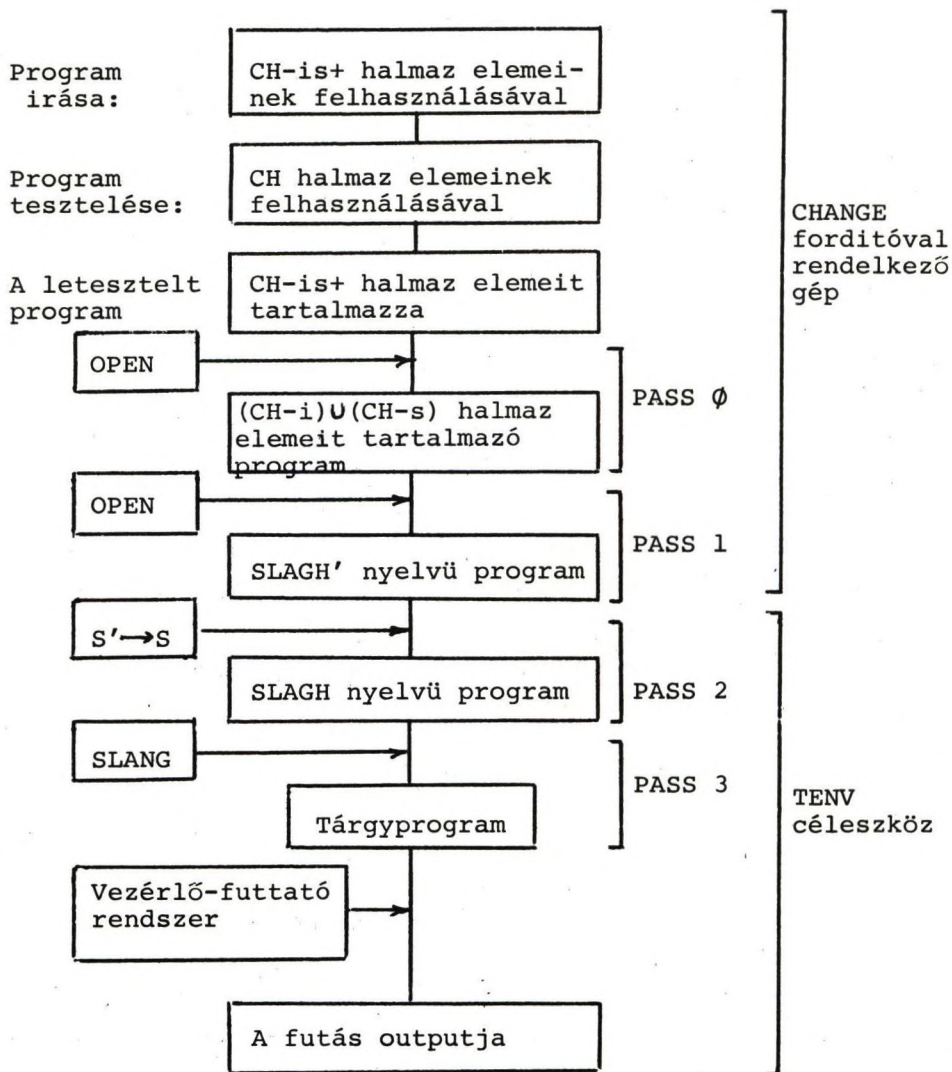 Program
irása:
CH-is+ halmaz elemei-
nek felhasználásával
Program
tesztelése:
CH halmaz elemeinek
felhasználásával
CHANGE
forditóval
rendelkező
gép
A letesztelt
program
CH-is+ halmaz elemeit
tartalmazza
OPEN
PASS φ
(CH-i)∪(CH-s) halmaz
elemeit tartalmazó
program
OPEN
PASS 1
SLAGH' nyelvü program
S'→S
SLAGH nyelvü program
PASS 2
SLANG
PASS 3
Tárgyprogram
TENV
céleszköz
Vezérlő-futtató
rendszer
A futás outputja